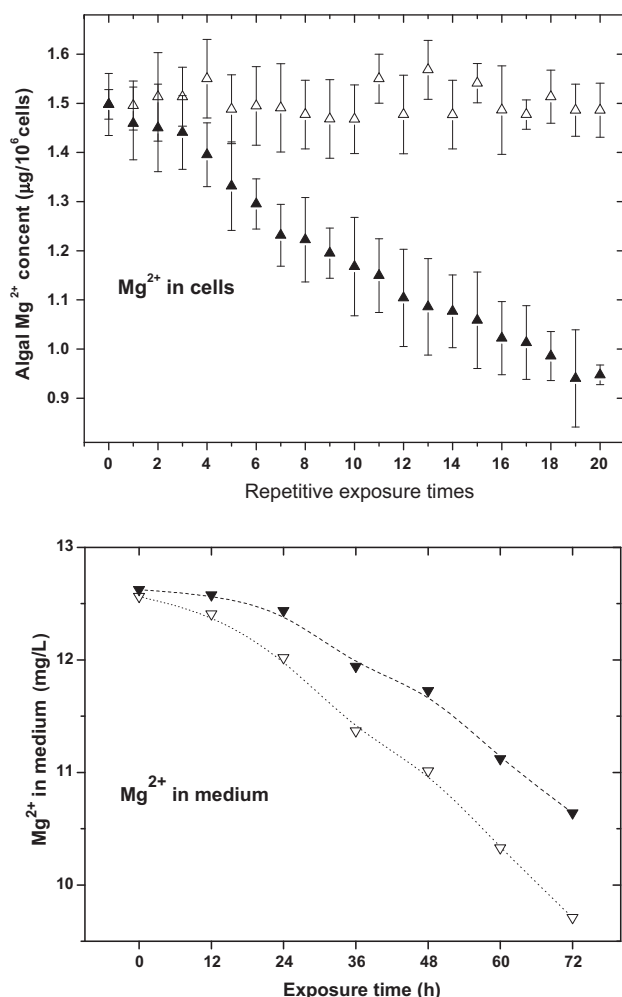 1.6
1.5
1.4
1.3
1.2
1.1
1.0
0.9
Algal Mg²⁺ concent (μg/10⁶cells)
Mg²⁺ in cells
0 2 4 6 8 10 12 14 16 18 20
Repetitive exposure times
13
12
11
10
Mg²⁺ in medium (mg/L)
Mg²⁺ in medium
0 12 24 36 48 60 72
Exposure time (h)